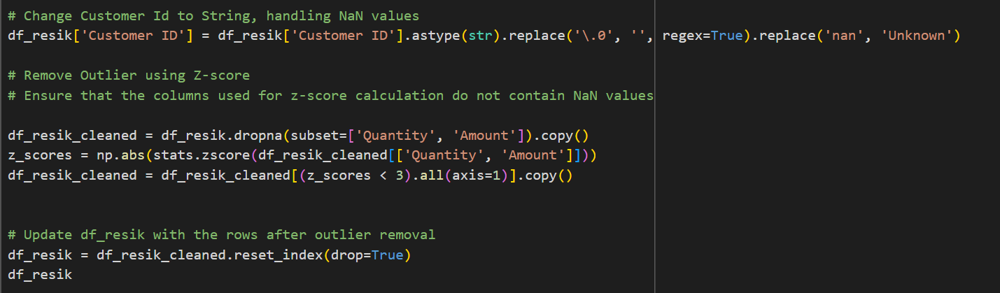 # Change Customer Id to String, handling NaN values
df_resik['Customer ID'] = df_resik['Customer ID'].astype(str).replace('\.0', '', regex=True).replace('nan', 'Unknown')
# Remove Outlier using Z-score
# Ensure that the columns used for z-score calculation do not contain NaN values
df_resik_cleaned = df_resik.dropna(subset=['Quantity', 'Amount']).copy()
z_scores = np.abs(stats.zscore(df_resik_cleaned[['Quantity', 'Amount']]))
df_resik_cleaned = df_resik_cleaned[(z_scores < 3).all(axis=1)].copy()
# Update df_resik with the rows after outlier removal
df_resik = df_resik_cleaned.reset_index(drop=True)
df_resik